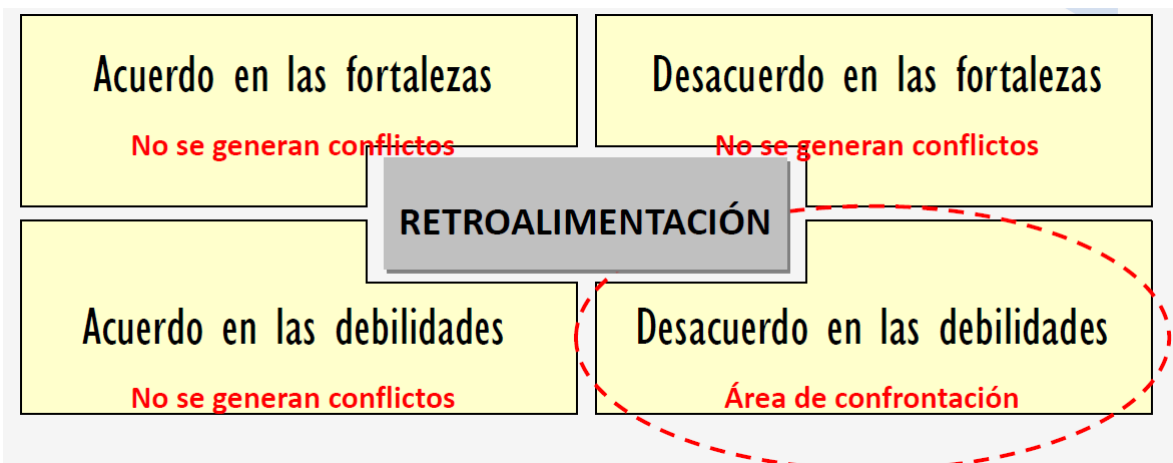 Acuerdo en las fortalezas
No se generan conflictos
Desacuerdo en las fortalezas
No se generan conflictos
RETROALIMENTACIÓN
Acuerdo en las debilidades
No se generan conflictos
Desacuerdo en las debilidades
Área de confrontación